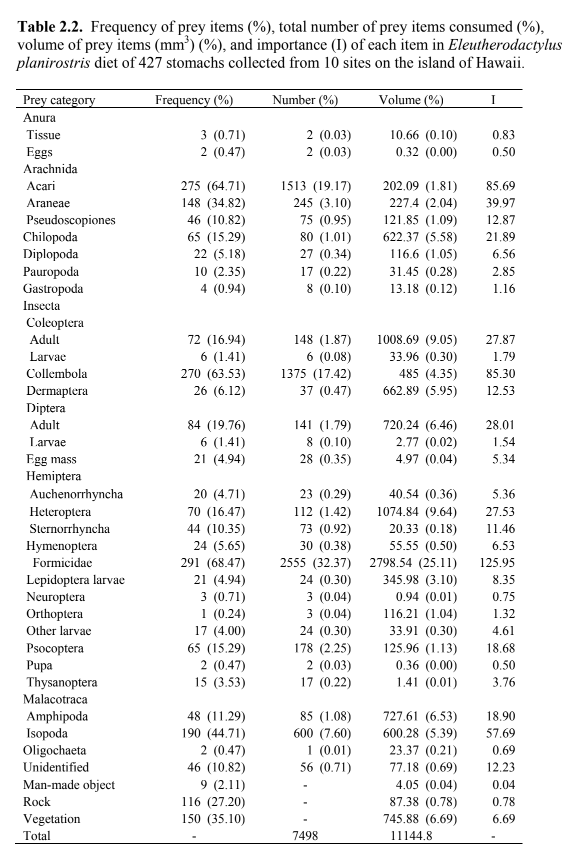 Table 2.2. Frequency of prey items (%), total number of prey items consumed (%),
volume of prey items (mm³) (%), and importance (I) of each item in Eleutherodactylus
planirostris diet of 427 stomachs collected from 10 sites on the island of Hawaii.
Prey category Frequency (%) Number (%) Volume (%) I
Anura
Tissue 3 (0.71) 2 (0.03) 10.66 (0.10) 0.83
Eggs 2 (0.47) 2 (0.03) 0.32 (0.00) 0.50
Arachnida
Acari 275 (64.71) 1513 (19.17) 202.09 (1.81) 85.69
Araneae 148 (34.82) 245 (3.10) 227.4 (2.04) 39.97
Pseudoscopiones 46 (10.82) 75 (0.95) 121.85 (1.09) 12.87
Chilopoda 65 (15.29) 80 (1.01) 622.37 (5.58) 21.89
Diplopoda 22 (5.18) 27 (0.34) 116.6 (1.05) 6.56
Pauropoda 10 (2.35) 17 (0.22) 31.45 (0.28) 2.85
Gastropoda 4 (0.94) 8 (0.10) 13.18 (0.12) 1.16
Insecta
Coleoptera
Adult 72 (16.94) 148 (1.87) 1008.69 (9.05) 27.87
Larvae 6 (1.41) 6 (0.08) 33.96 (0.30) 1.79
Collembola 270 (63.53) 1375 (17.42) 485 (4.35) 85.30
Dermaptera 26 (6.12) 37 (0.47) 662.89 (5.95) 12.53
Diptera
Adult 84 (19.76) 141 (1.79) 720.24 (6.46) 28.01
Larvae 6 (1.41) 8 (0.10) 2.77 (0.02) 1.54
Egg mass 21 (4.94) 28 (0.35) 4.97 (0.04) 5.34
Hemiptera
Auchenorrhyncha 20 (4.71) 23 (0.29) 40.54 (0.36) 5.36
Heteroptera 70 (16.47) 112 (1.42) 1074.84 (9.64) 27.53
Sternorrhyncha 44 (10.35) 73 (0.92) 20.33 (0.18) 11.46
Hymenoptera 24 (5.65) 30 (0.38) 55.55 (0.50) 6.53
Formicidae 291 (68.47) 2555 (32.37) 2798.54 (25.11) 125.95
Lepidoptera larvae 21 (4.94) 24 (0.30) 345.98 (3.10) 8.35
Neuroptera 3 (0.71) 3 (0.04) 0.94 (0.01) 0.75
Orthoptera 1 (0.24) 3 (0.04) 116.21 (1.04) 1.32
Other larvae 17 (4.00) 24 (0.30) 33.91 (0.30) 4.61
Psocoptera 65 (15.29) 178 (2.25) 125.96 (1.13) 18.68
Pupa 2 (0.47) 2 (0.03) 0.36 (0.00) 0.50
Thysanoptera 15 (3.53) 17 (0.22) 1.41 (0.01) 3.76
Malacotraca
Amphipoda 48 (11.29) 85 (1.08) 727.61 (6.53) 18.90
Isopoda 190 (44.71) 600 (7.60) 600.28 (5.39) 57.69
Oligochaeta 2 (0.47) 1 (0.01) 23.37 (0.21) 0.69
Unidentified 46 (10.82) 56 (0.71) 77.18 (0.69) 12.23
Man-made object 9 (2.11) - 4.05 (0.04) 0.04
Rock 116 (27.20) - 87.38 (0.78) 0.78
Vegetation 150 (35.10) - 745.88 (6.69) 6.69
Total - 7498 11144.8 -